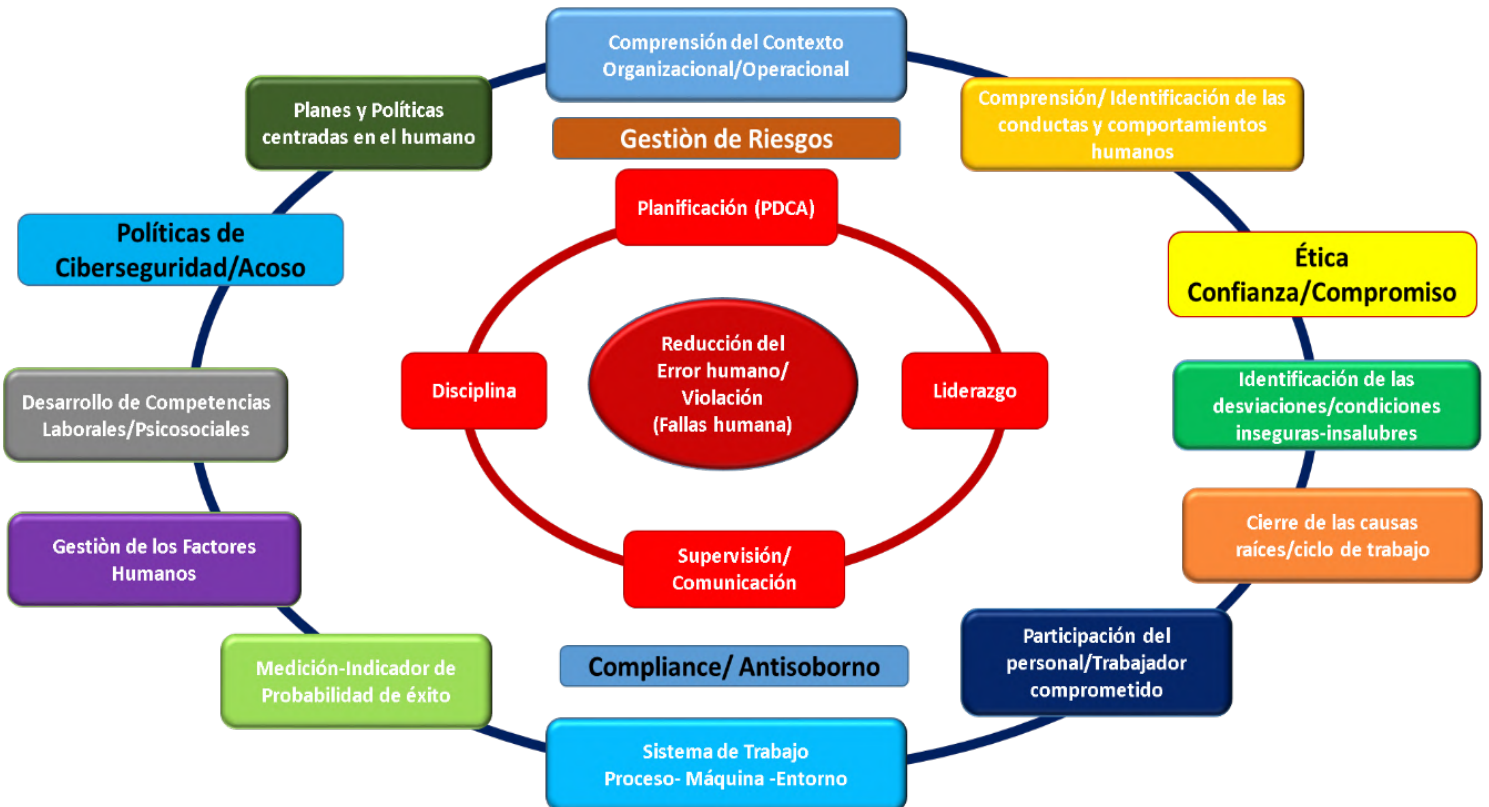 Comprensión del Contexto
Organizacional/Operacional
Planes y Políticas
centradas en el humano
Comprensión/ Identificación de las
conductas y comportamientos
humanos
Gestiòn de Riesgos
Planificación (PDCA)
Políticas de
Ciberseguridad/Acoso
Ética
Confianza/Compromiso
Reducción del
Error humano/
Violación
(Fallas humana)
Disciplina
Liderazgo
Desarrollo de Competencias
Laborales/Psicosociales
Identificación de las
desviaciones/condiciones
inseguras-insalubres
Gestiòn de los Factores
Humanos
Cierre de las causas
raíces/ciclo de trabajo
Supervisión/
Comunicación
Medición-Indicador de
Probabilidad de éxito
Compliance/ Antisoborno
Participación del
personal/Trabajador
comprometido
Sistema de Trabajo
Proceso- Máquina -Entorno